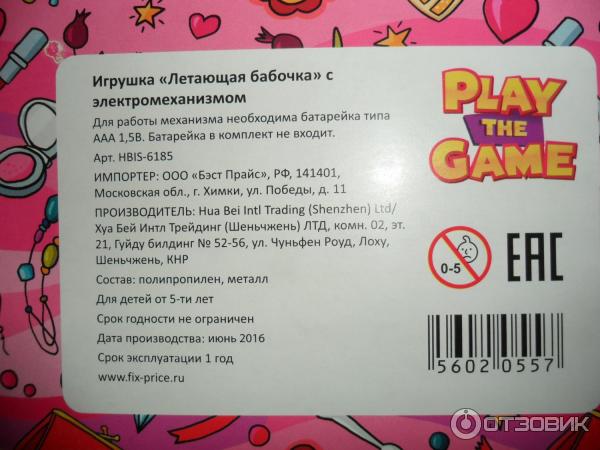 Игрушка «Летающая бабочка» с
электромеханизмом
Для работы механизма необходима батарейка типа
ААА 1,5В. Батарейка в комплект не входит.
Арт. HBIS-6185
ИМПОРТЕР: ООО «Бэст Прайс», РФ, 141401,
Московская обл., г. Химки, ул. Победы, д. 11
ПРОИЗВОДИТЕЛЬ: Hua Bei Intl Trading (Shenzhen) Ltd/
Хуа Бей Интл Трейдинг (Шеньчжень) ЛТД, комн. 02, эт.
21, Гуйду билдинг № 52-56, ул. Чуньфен Роуд, Лоху,
Шеньчжень, КНР
Состав: полипропилен, металл
Для детей от 5-ти лет
Срок годности не ограничен
Дата производства: июнь 2016
Срок эксплуатации 1 год
www.fix-price.ru
PLAY
THE
GAME
0-5
EAC
56020557
ОТЗОВИК